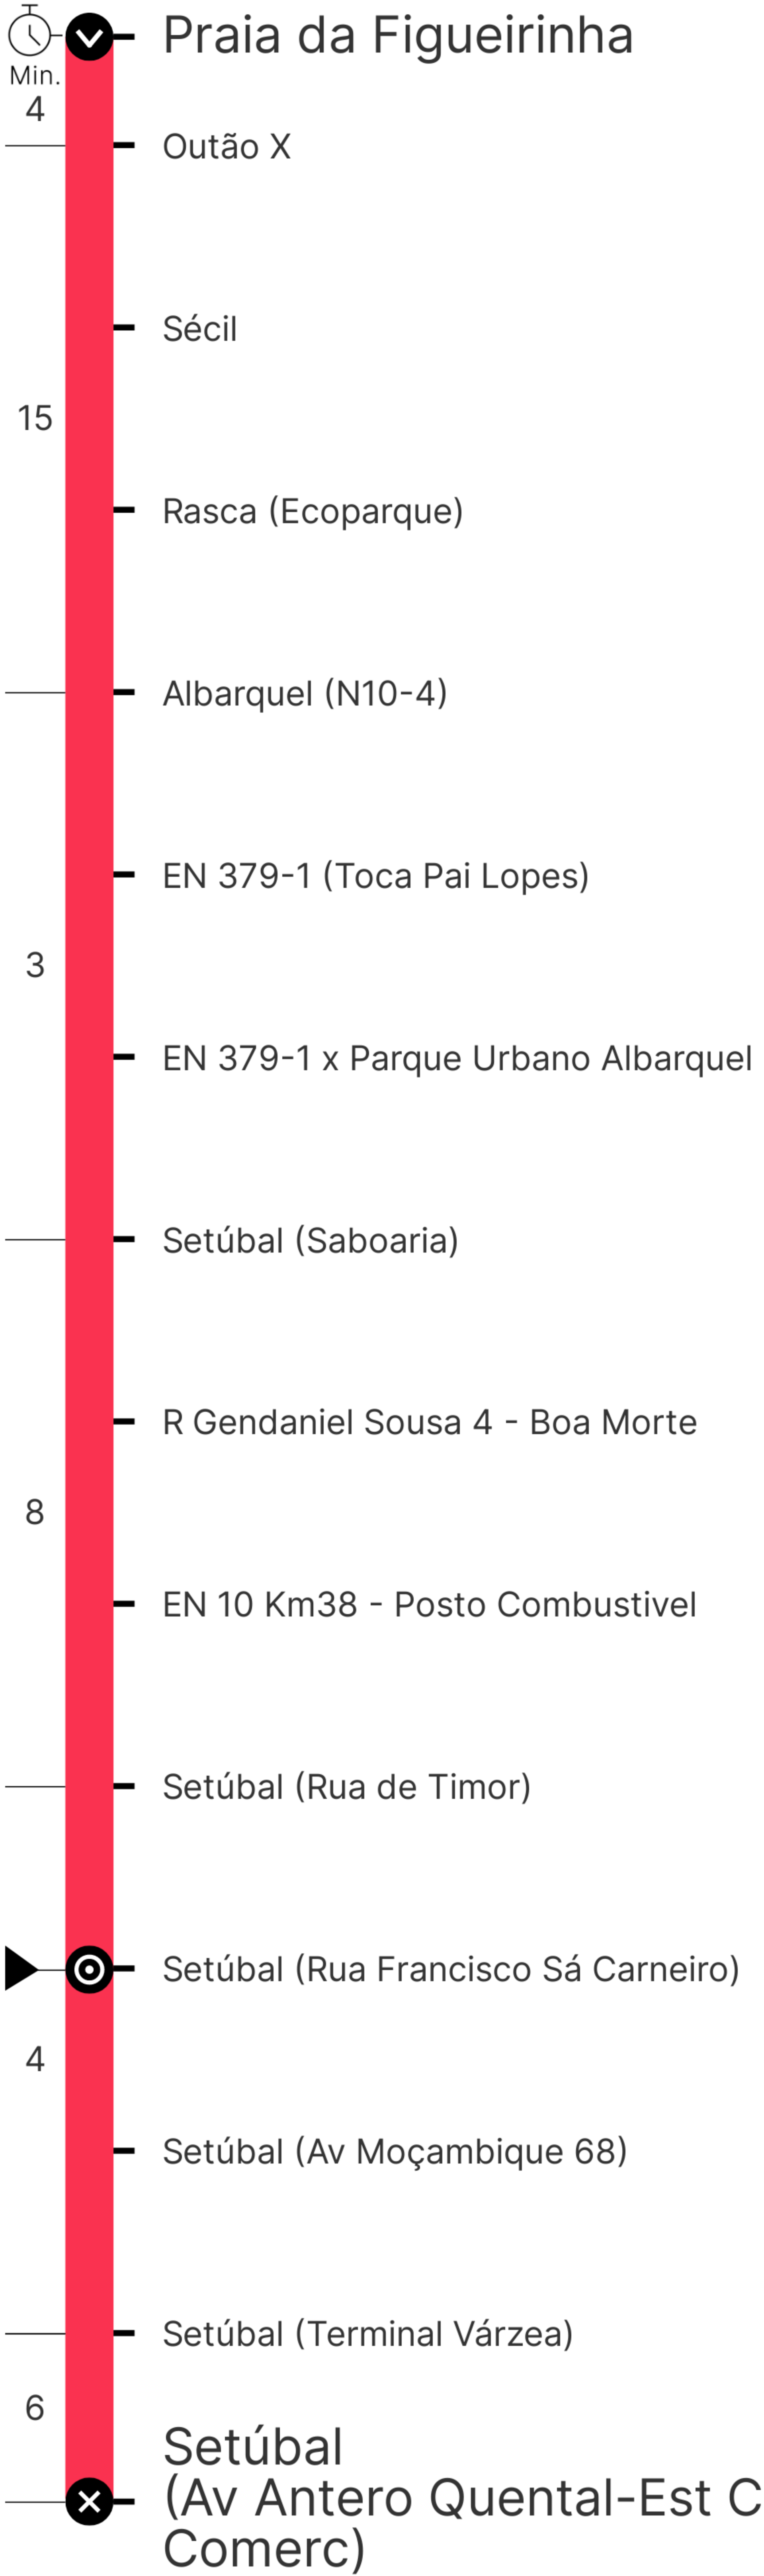 Praia da Figueirinha
Min.
4
Outão X
Sécil
15
Rasca (Ecoparque)
Albarquel (N10-4)
EN 379-1 (Toca Pai Lopes)
3
EN 379-1 x Parque Urbano Albarquel
Setúbal (Saboaria)
R Gendaniel Sousa 4 - Boa Morte
8
EN 10 Km38 - Posto Combustivel
Setúbal (Rua de Timor)
Setúbal (Rua Francisco Sá Carneiro)
4
Setúbal (Av Moçambique 68)
Setúbal (Terminal Várzea)
6
Setúbal
(Av Antero Quental-Est C
Comerc)